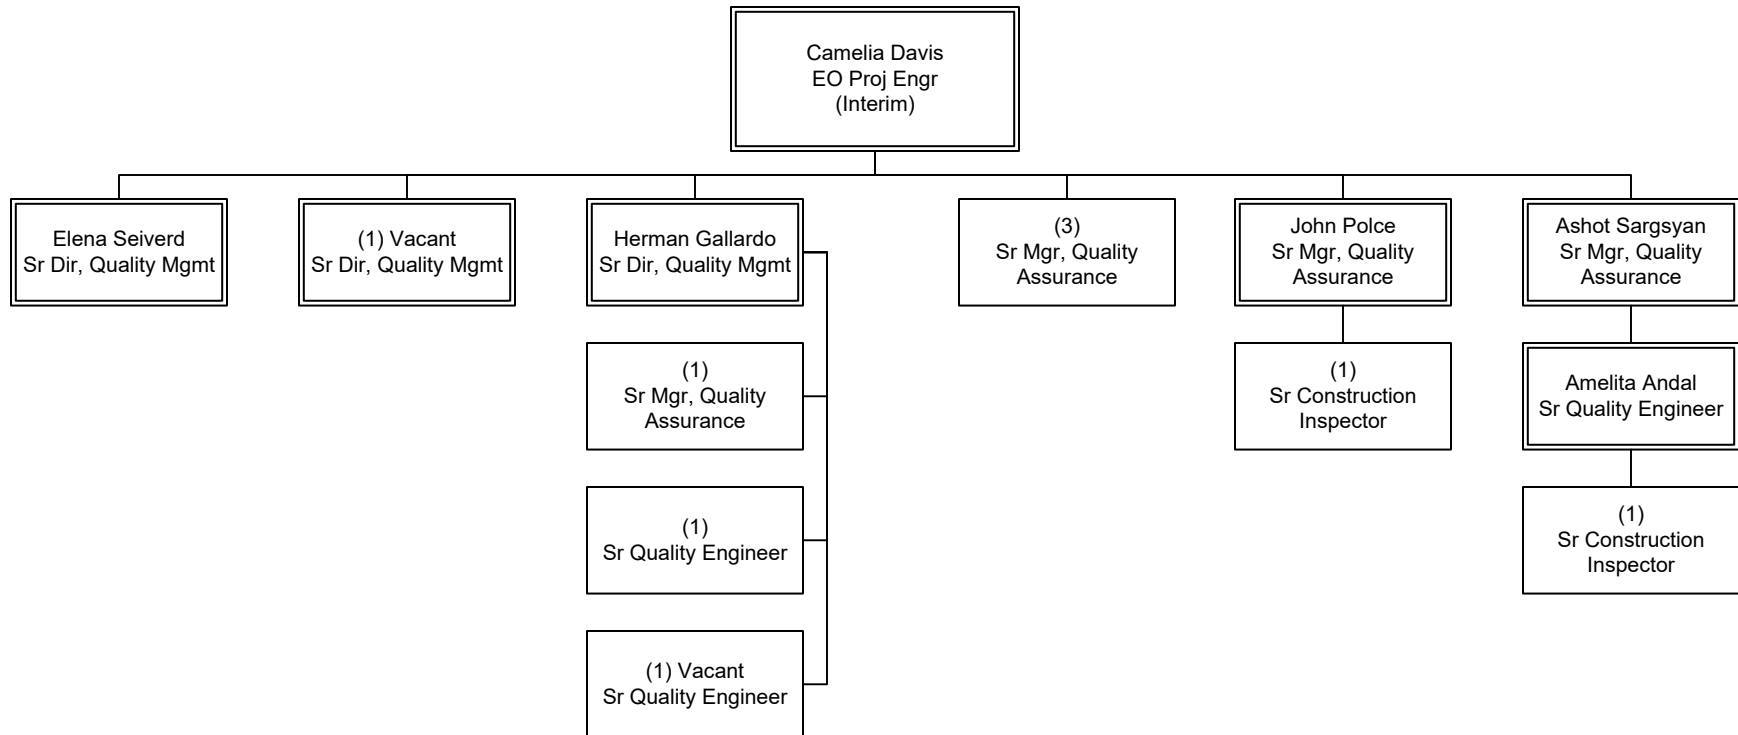 Camelia Davis
EO Proj Engr
(Interim)
Elena Seiverd
Sr Dir, Quality Mgmt
(1) Vacant
Sr Dir, Quality Mgmt
Herman Gallardo
Sr Dir, Quality Mgmt
(3)
Sr Mgr, Quality
Assurance
John Polce
Sr Mgr, Quality
Assurance
Ashot Sargsyan
Sr Mgr, Quality
Assurance
(1)
Sr Mgr, Quality
Assurance
(1)
Sr Construction
Inspector
Amelita Andal
Sr Quality Engineer
(1)
Sr Quality Engineer
(1)
Sr Construction
Inspector
(1) Vacant
Sr Quality Engineer